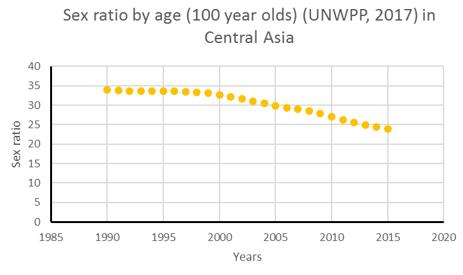 Sex ratio by age (100 year olds) (UNWPP, 2017) in
Central Asia
40
35
30
25
20
15
10
5
0
Sex ratio
1985 1990 1995 2000 2005 2010 2015 2020
Years